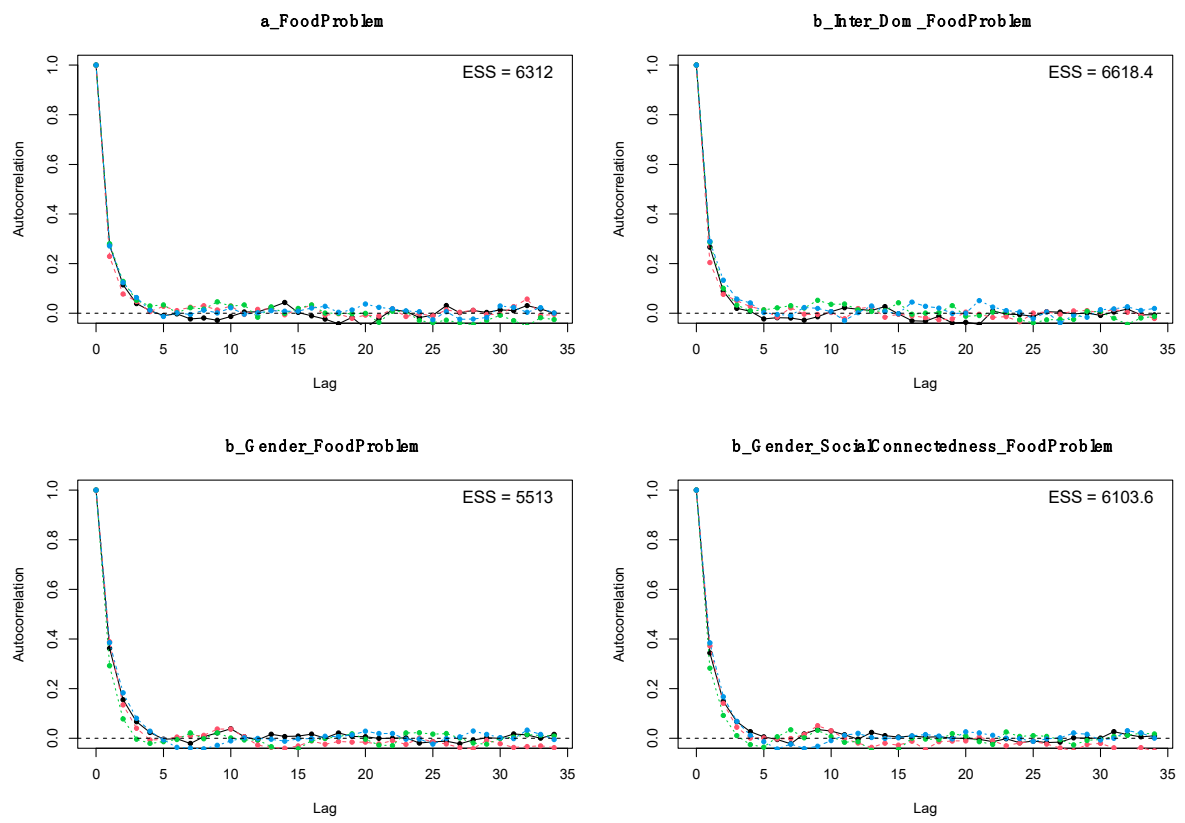 a_FoodProblem
ESS = 6312
Autocorrelation
0.0 0.2 0.4 0.6 0.8 1.0
0 5 10 15 20 25 30 35
Lag
b_Inter_Dom_FoodProblem
ESS = 6618.4
Autocorrelation
0.0 0.2 0.4 0.6 0.8 1.0
0 5 10 15 20 25 30 35
Lag
b_Gender_FoodProblem
ESS = 5513
Autocorrelation
0.0 0.2 0.4 0.6 0.8 1.0
0 5 10 15 20 25 30 35
Lag
b_Gender_SocialConnectedness_FoodProblem
ESS = 6103.6
Autocorrelation
0.0 0.2 0.4 0.6 0.8 1.0
0 5 10 15 20 25 30 35
Lag